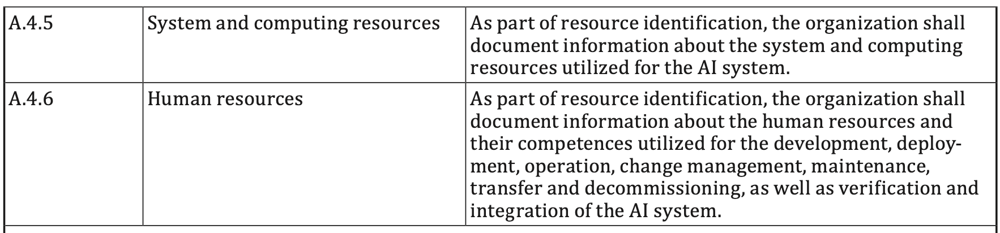 A.4.5
System and computing resources
As part of resource identification, the organization shall
document information about the system and computing
resources utilized for the AI system.
A.4.6
Human resources
As part of resource identification, the organization shall
document information about the human resources and
their competences utilized for the development, deploy-
ment, operation, change management, maintenance,
transfer and decommissioning, as well as verification and
integration of the AI system.